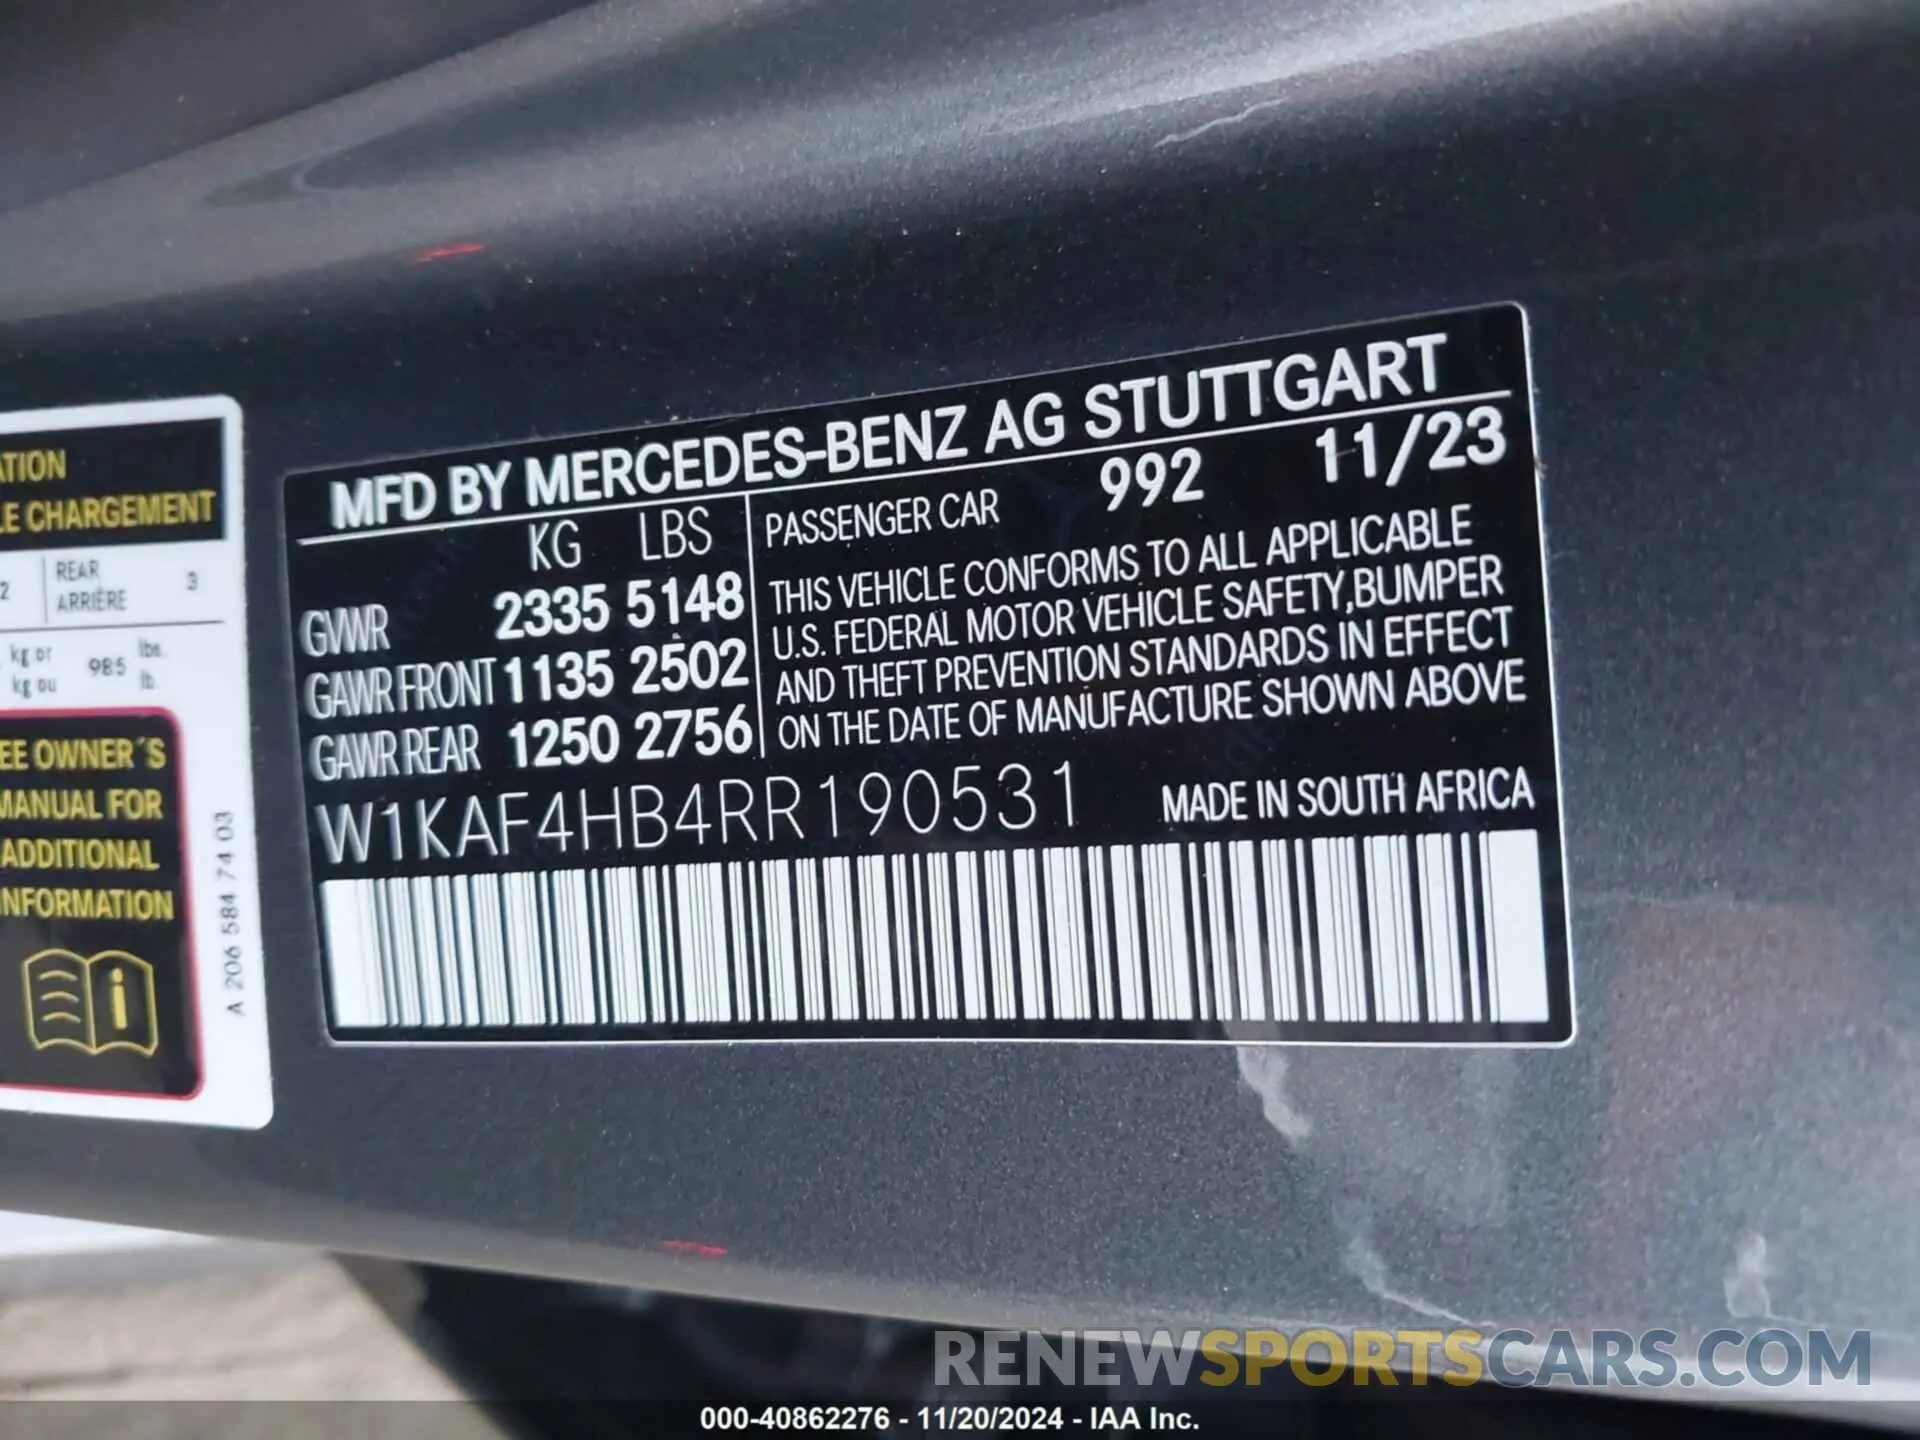 ATION
LE CHARGEMENT
2 REAR ARRIÈRE 3
kg or 985 lbs.
kg ou lb.
EE OWNER´S
MANUAL FOR
ADDITIONAL
INFORMATION
A 206 584 74 03
MFD BY MERCEDES-BENZ AG STUTTGART
KG LBS
GVWR 2335 5148
GAWR FRONT 1135 2502
GAWR REAR 1250 2756
PASSENGER CAR 992 11/23
THIS VEHICLE CONFORMS TO ALL APPLICABLE
U.S. FEDERAL MOTOR VEHICLE SAFETY,BUMPER
AND THEFT PREVENTION STANDARDS IN EFFECT
ON THE DATE OF MANUFACTURE SHOWN ABOVE
W1KAF4HB4RR190531 MADE IN SOUTH AFRICA
RENEWSPORTSCARS.COM
000-40862276 - 11/20/2024 - IAA Inc.